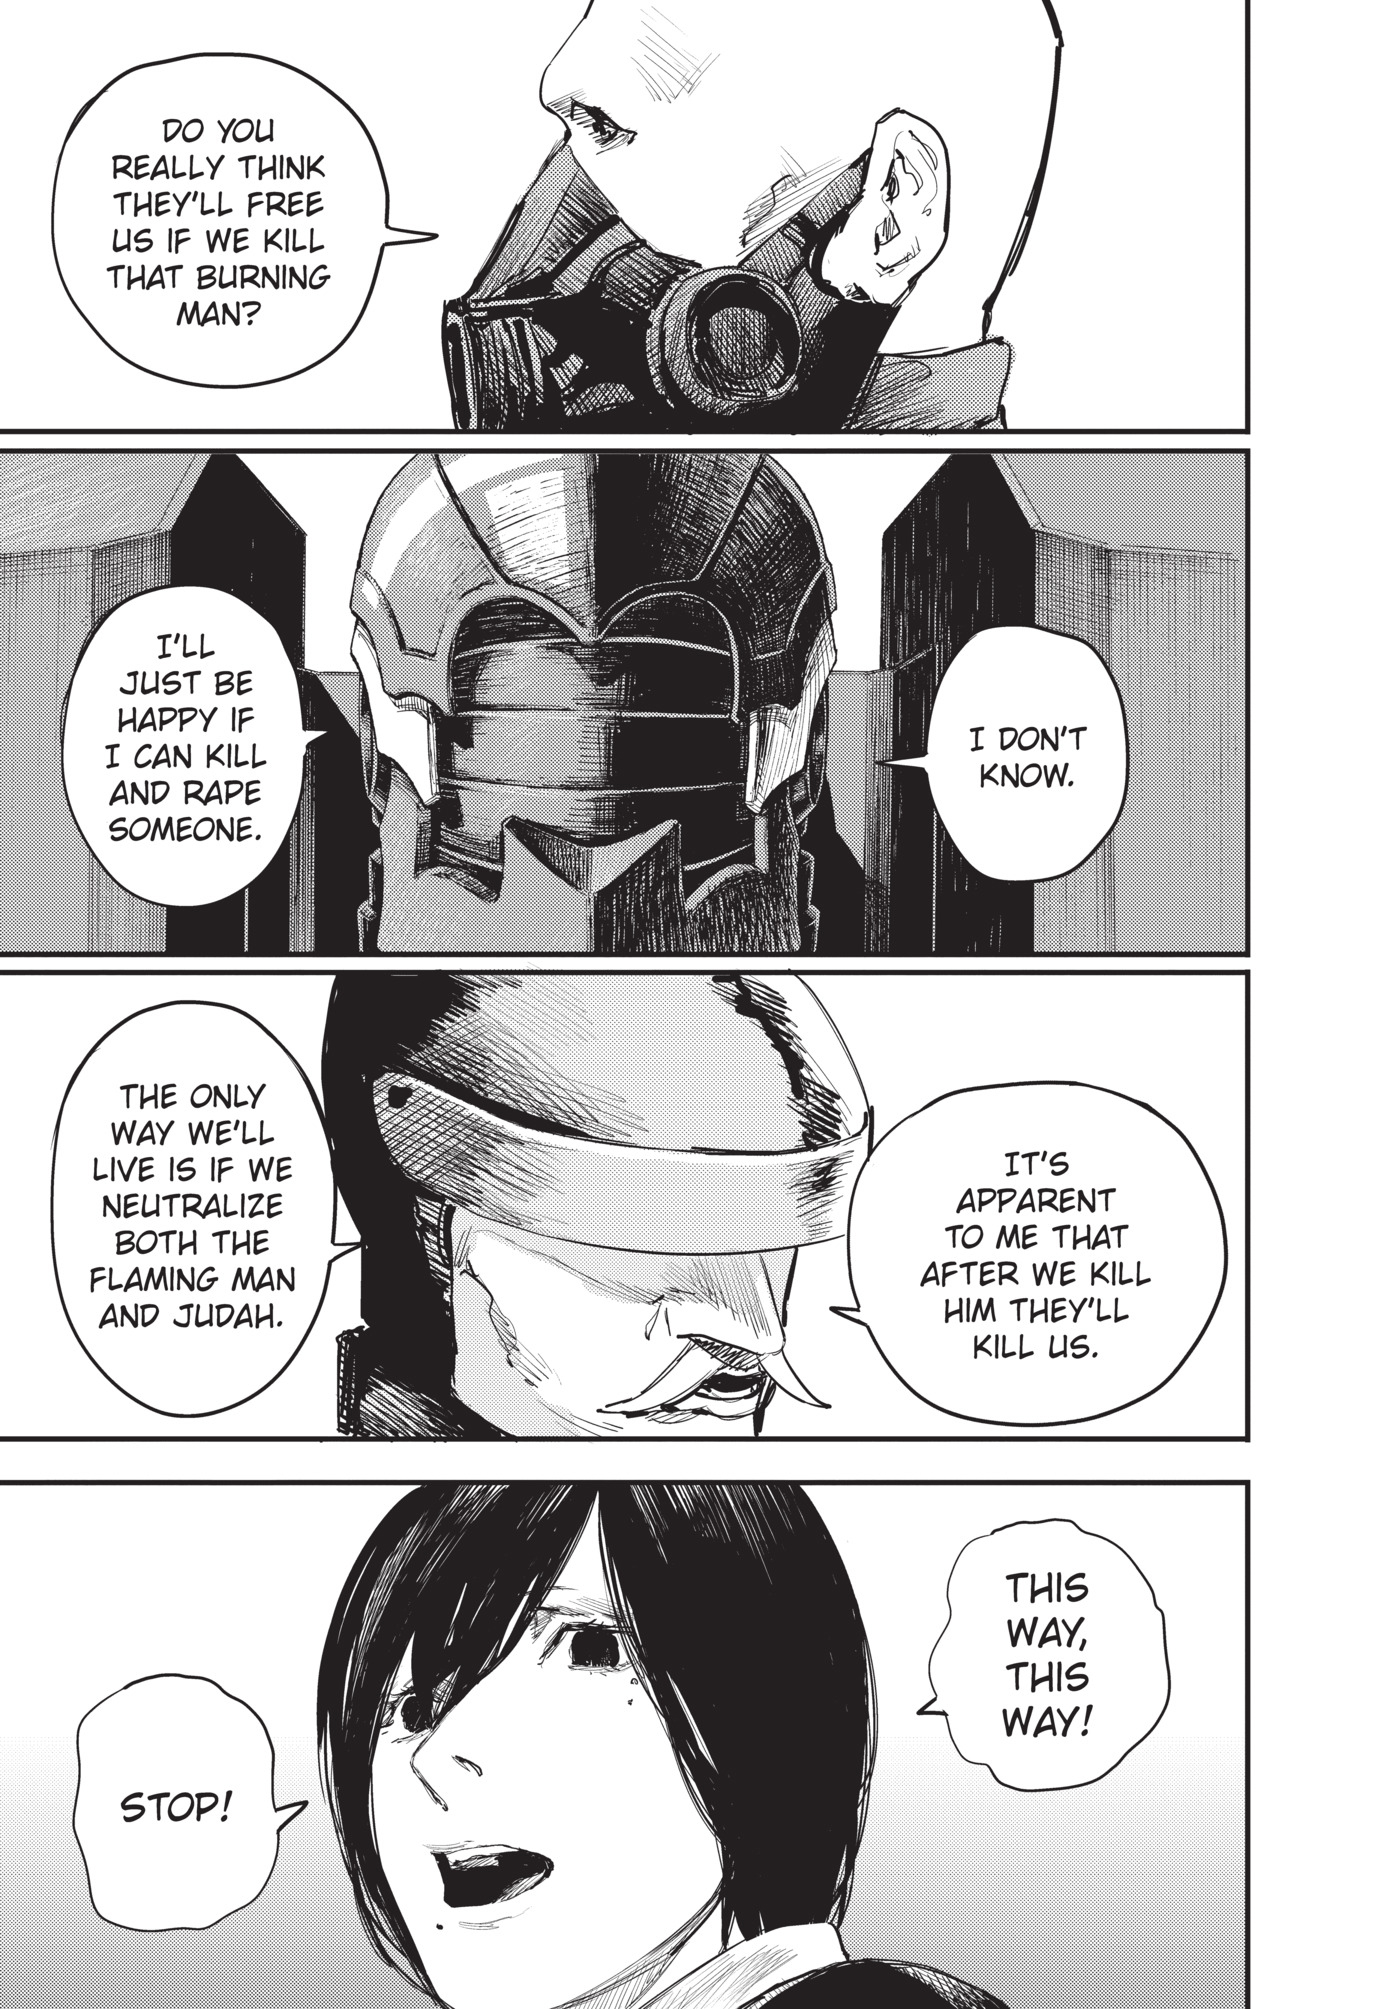 DO YOU
REALLY THINK
THEY'LL FREE
US IF WE KILL
THAT BURNING
MAN?
I DON'T
KNOW.
I'LL
JUST BE
HAPPY IF
I CAN KILL
AND RAPE
SOMEONE.
IT'S
APPARENT
TO ME THAT
AFTER WE KILL
HIM THEY'LL
KILL US.
THE ONLY
WAY WE'LL
LIVE IS IF WE
NEUTRALIZE
BOTH THE
FLAMING MAN
AND JUDAH.
THIS
WAY,
THIS
WAY!
STOP!